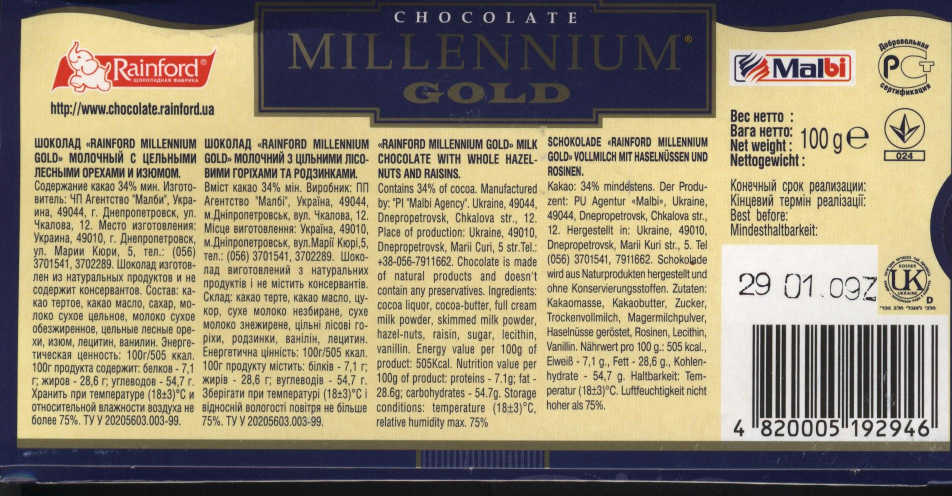 CHOCOLATE
MILLENNIUM®
GOLD
Rainford®
ШОКОЛАДНАЯ ФАБРИКА
http://www.chocolate.rainford.ua
ШОКОЛАД «RAINFORD MILLENNIUM
GOLD» МОЛОЧНЫЙ С ЦЕЛЬНЫМИ
ЛЕСНЫМИ ОРЕХАМИ И ИЗЮМОМ.
Содержание какао 34% мин. Изгото-
витель: ЧП Агентство "Малби", Укра-
ина, 49044, г. Днепропетровск, ул.
Чкалова, 12. Место изготовления:
Украина, 49010, г. Днепропетровск,
ул. Марии Кюри, 5, тел.: (056)
3701541, 3702289. Шоколад изготов-
лен из натуральных продуктов и не
содержит консервантов. Состав: ка-
као тертое, какао масло, сахар, мо-
локо сухое цельное, молоко сухое
обезжиренное, цельные лесные оре-
хи, изюм, лецитин, ванилин. Энерге-
тическая ценность: 100г/505 ккал.
100г продукта содержит: белков - 7,1
г; жиров - 28,6 г; углеводов - 54,7 г.
Хранить при температуре (18±3)°C и
относительной влажности воздуха не
более 75%. ТУ У 20205603.003-99.
ШОКОЛАД «RAINFORD MILLENNIUM
GOLD» МОЛОЧНИЙ З ЦІЛЬНИМИ ЛІСО-
ВИМИ ГОРІХАМИ ТА РОДЗИНКАМИ.
Вміст какао 34% мін. Виробник: ПП
Агентство "Малбі", Україна, 49044,
м.Дніпропетровськ, вул. Чкалова, 12.
Місце виготовлення: Україна, 49010,
м.Дніпропетровськ, вул.Марії Кюрі,5,
тел.: (056) 3701541, 3702289. Шоко-
лад виготовлений з натуральних
продуктів і не містить консервантів.
Склад: какао терте, какао масло, цу-
кор, сухе молоко незбиране, сухе
молоко знежирене, цільні лісові го-
ріхи, родзинки, ванілін, лецитин.
Енергетична цінність: 100г/505 ккал.
100г продукту містить: білків - 7,1 г;
жирів - 28,6 г; вуглеводів - 54,7 г.
Зберігати при температурі (18±3)°C і
відносній вологості повітря не більше
75%. ТУ У 20205603.003-99.
«RAINFORD MILLENNIUM GOLD» MILK
CHOCOLATE WITH WHOLE HAZEL-
NUTS AND RAISINS.
Contains 34% of cocoa. Manufactured
by: "PI "Malbi Agency". Ukraine, 49044,
Dnepropetrovsk, Chkalova str., 12.
Place of production: Ukraine, 49010,
Dnepropetrovsk, Marii Curi, 5 str.Tel.:
+38-056-7911662. Chocolate is made
of natural products and doesn't
contain any preservatives. Ingredients:
cocoa liquor, cocoa-butter, full cream
milk powder, skimmed milk powder,
hazel-nuts, raisin, sugar, lecithin,
vanillin. Energy value per 100g of
product: 505Kcal. Nutrition value per
100g of product: proteins - 7.1g; fat -
28.6g; carbohydrates - 54.7g. Storage
conditions: temperature (18±3)°C,
relative humidity max. 75%
SCHOKOLADE «RAINFORD MILLENNIUM
GOLD» VOLLMILCH MIT HASELNÜSSEN UND
ROSINEN.
Kakao: 34% mindestens. Der Produ-
zent: PU Agentur «Malbi», Ukraine,
49044, Dnepropetrovsk, Chkalova str.,
12. Hergestellt in: Ukraine, 49010,
Dnepropetrovsk, Marii Kuri str., 5. Tel
(056) 3701541, 7911662. Schokolade
wird aus Naturprodukten hergestellt und
ohne Konservierungsstoffen. Zutaten:
Kakaomasse, Kakaobutter, Zucker,
Trockenvollmilch, Magermilchpulver,
Haselnüsse geröstet, Rosinen, Lecithin,
Vanillin. Nährwert pro 100 g.: 505 kcal.,
Eiweiß - 7,1 g., Fett - 28,6 g., Kohlen-
hydrate - 54,7 g. Haltbarkeit: Tem-
peratur (18±3)°C. Luftfeuchtigkeit nicht
hoher als 75%.
Malbi
Добровольная
РСТ
сертификация
Вес нетто :
Вага нетто:
Net weight :
Nettogewicht :
100 g e
024
Конечный срок реализации:
Кінцевий термін реалізації:
Best before:
Mindesthaltbarkeit:
29 01.09Z
KOSHER
UK
UKRAINE
D
4 820005 192946